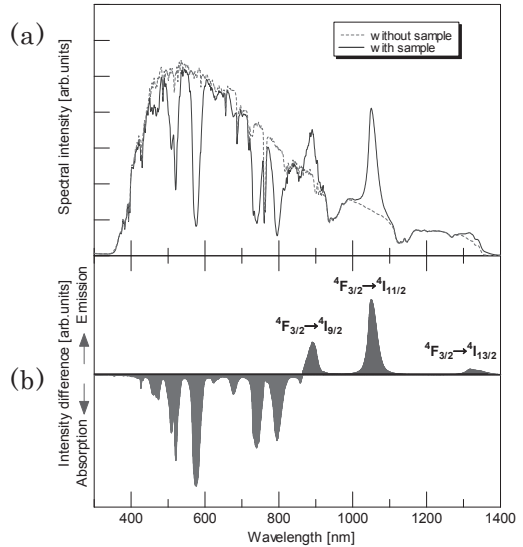 (a)
without sample
with sample
Spectral intensity [arb.units]
(b)
Intensity difference [arb.units]
Absorption
Emission
⁴F₃/₂→⁴I₉/₂
⁴F₃/₂→⁴I₁₁/₂
⁴F₃/₂→⁴I₁₃/₂
400 600 800 1000 1200 1400
Wavelength [nm]